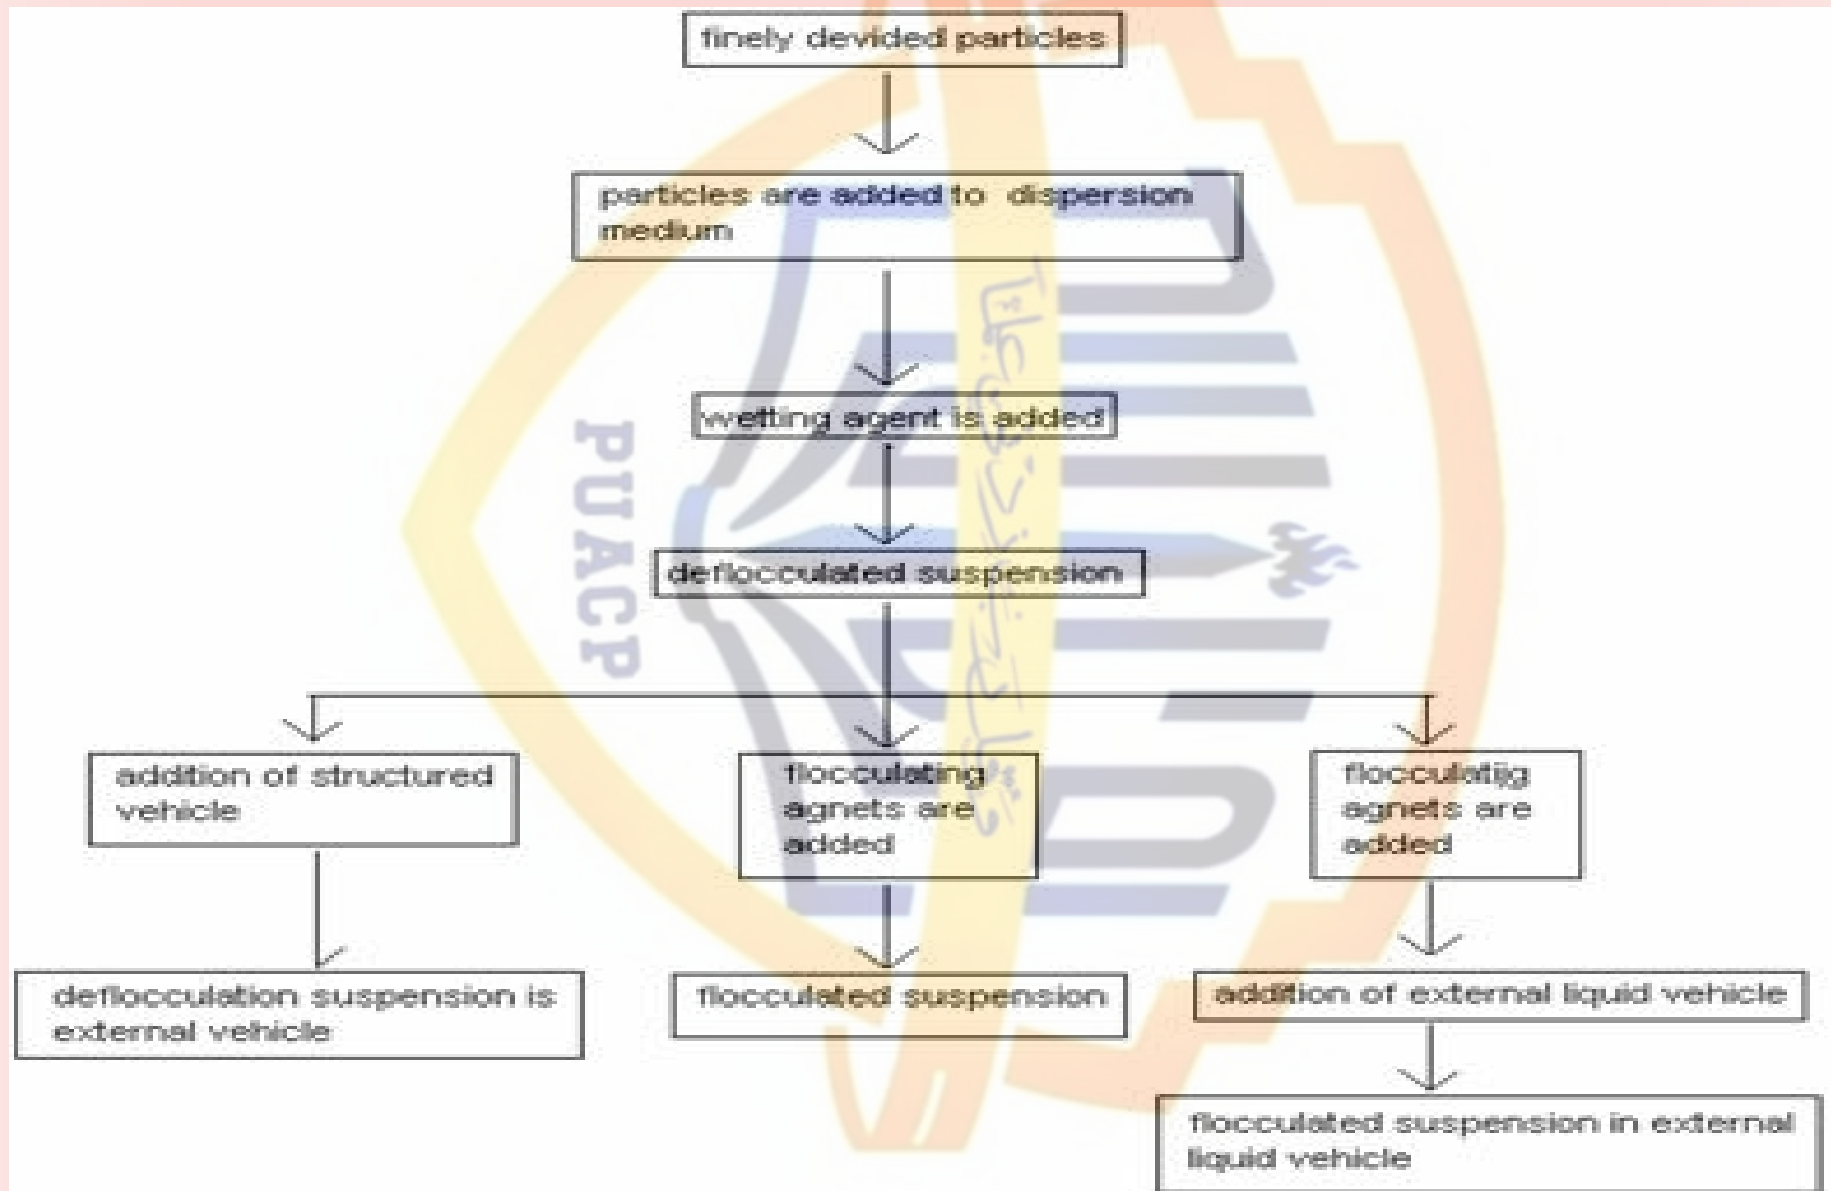 finely devided particles
particles are added to dispersion
medium
wetting agent is added
deflocculated suspension
addition of structured
vehicle
flocculating
agnets are
added
flocculatijg
agnets are
added
deflocculation suspension is
external vehicle
flocculated suspension
addition of external liquid vehicle
flocculated suspension in external
liquid vehicle
PUACP